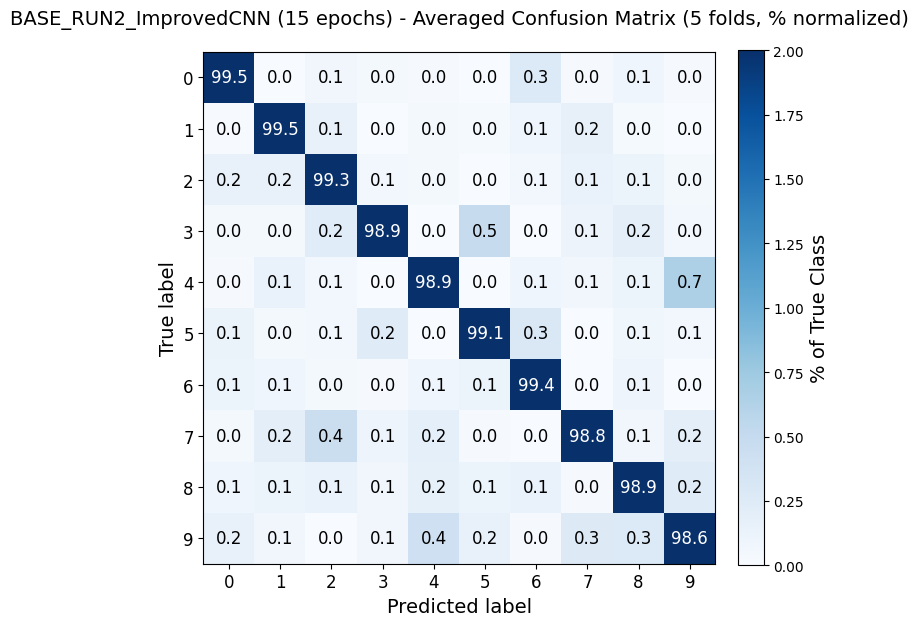 BASE_RUN2_ImprovedCNN (15 epochs) - Averaged Confusion Matrix (5 folds, % normalized)
True label
0 99.5 0.0 0.1 0.0 0.0 0.0 0.3 0.0 0.1 0.0
1 0.0 99.5 0.1 0.0 0.0 0.0 0.1 0.2 0.0 0.0
2 0.2 0.2 99.3 0.1 0.0 0.0 0.1 0.1 0.1 0.0
3 0.0 0.0 0.2 98.9 0.0 0.5 0.0 0.1 0.2 0.0
4 0.0 0.1 0.1 0.0 98.9 0.0 0.1 0.1 0.1 0.7
5 0.1 0.0 0.1 0.2 0.0 99.1 0.3 0.0 0.1 0.1
6 0.1 0.1 0.0 0.0 0.1 0.1 99.4 0.0 0.1 0.0
7 0.0 0.2 0.4 0.1 0.2 0.0 0.0 98.8 0.1 0.2
8 0.1 0.1 0.1 0.1 0.2 0.1 0.1 0.0 98.9 0.2
9 0.2 0.1 0.0 0.1 0.4 0.2 0.0 0.3 0.3 98.6
0 1 2 3 4 5 6 7 8 9
Predicted label
2.00
1.75
1.50
1.25
1.00
0.75
0.50
0.25
0.00
% of True Class